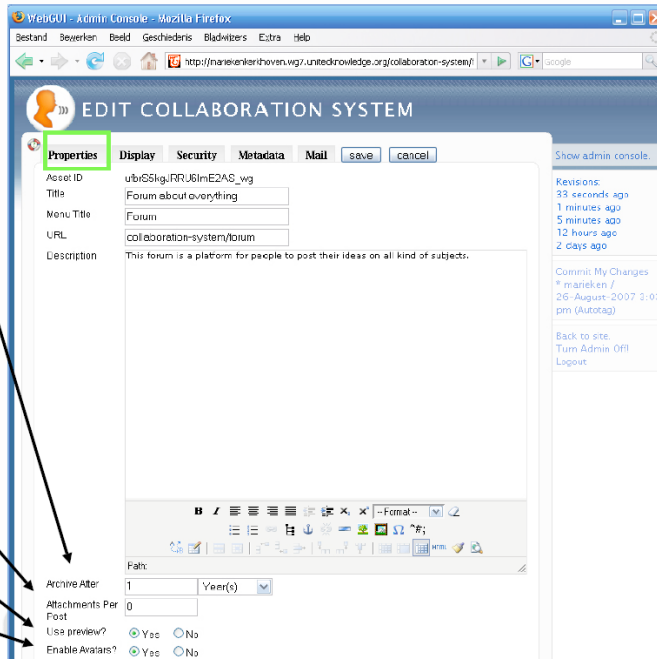 WebGUI - Admin Console - Mozilla Firefox
Bestand Bewerken Beeld Geschiedenis Bladwijzers Extra Help
http://mariekenkerkhoven.wg7.unitedknowledge.org/collaboration-system/f
Google
EDIT COLLABORATION SYSTEM
Properties Display Security Metadata Mail save cancel
Asset ID
Title Forum about everything
Menu Title Forum
URL collaboration-system/forum
Description This forum is a platform for people to post their ideas on all kind of subjects.
B I --Format--
HTML
Path:
Archive After 1 Year(s)
Attachments Per Post 0
Use preview? Yes No
Enable Avatars? Yes No
Show admin console.
Revisions:
33 seconds ago
1 minutes ago
5 minutes ago
12 hours ago
2 days ago
Commit My Changes
* marieken /
26-August-2007 3:0
pm (Autotag)
Back to site.
Turn Admin Off!
Logout